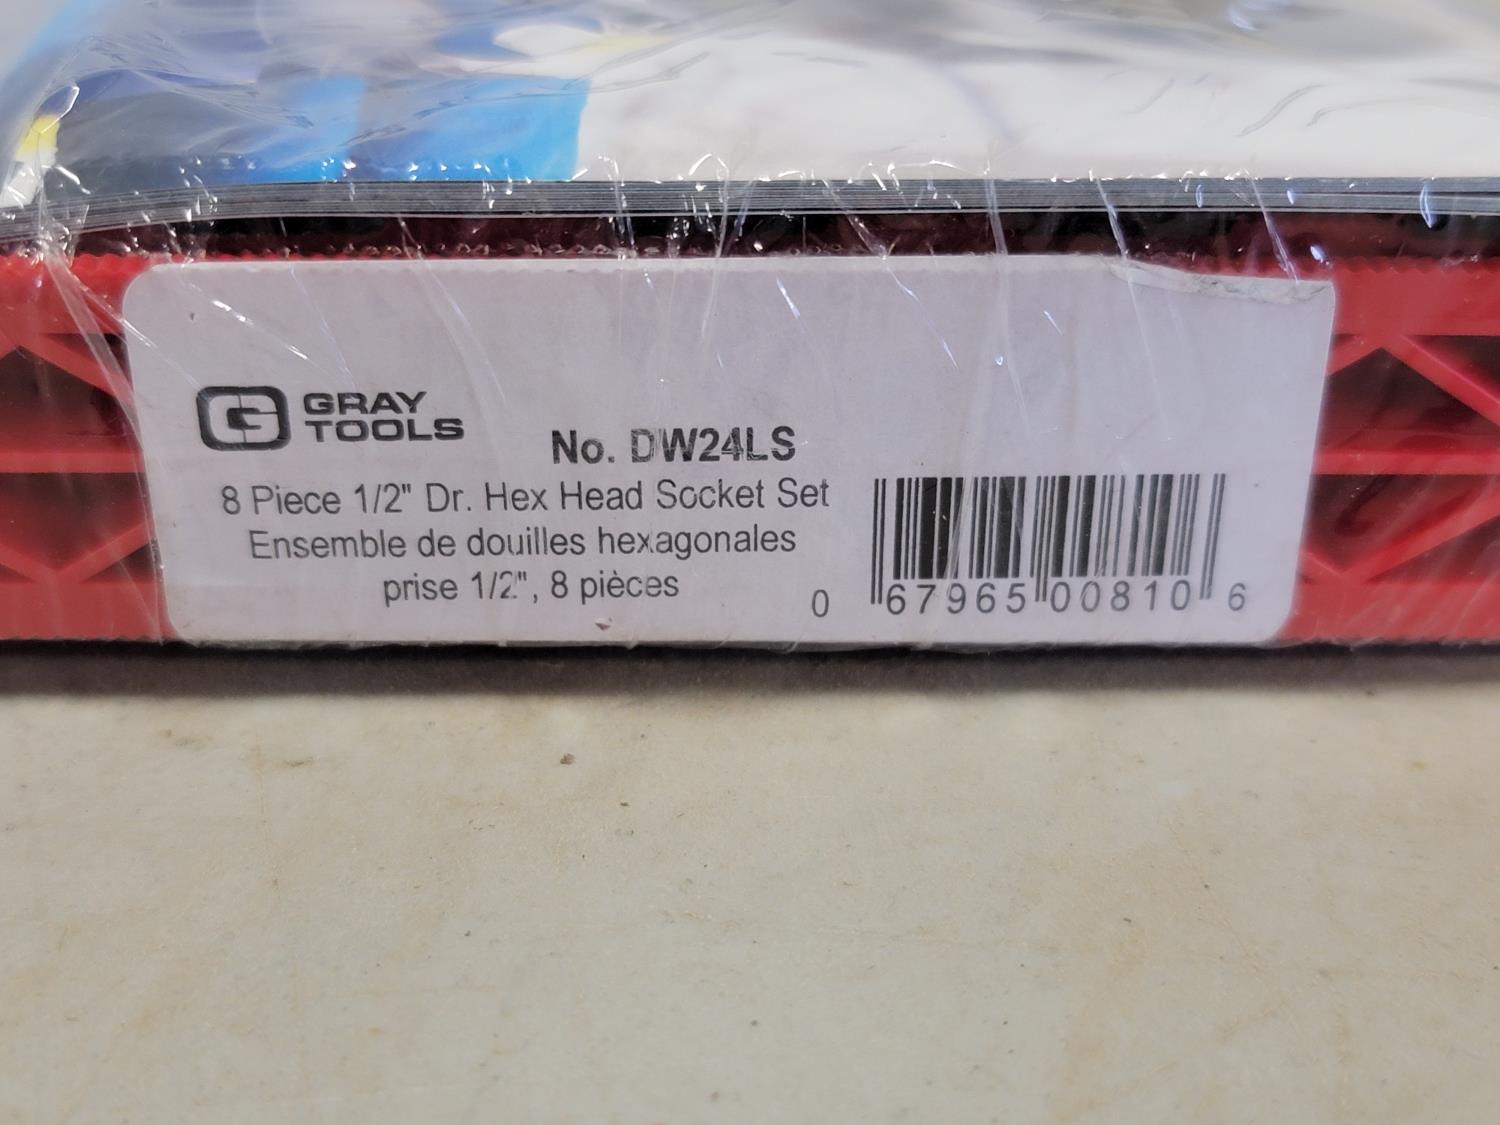 GRAY
TOOLS
No. DW24LS
8 Piece 1/2" Dr. Hex Head Socket Set
Ensemble de douilles hexagonales
prise 1/2", 8 pièces
0 67965 00810 6